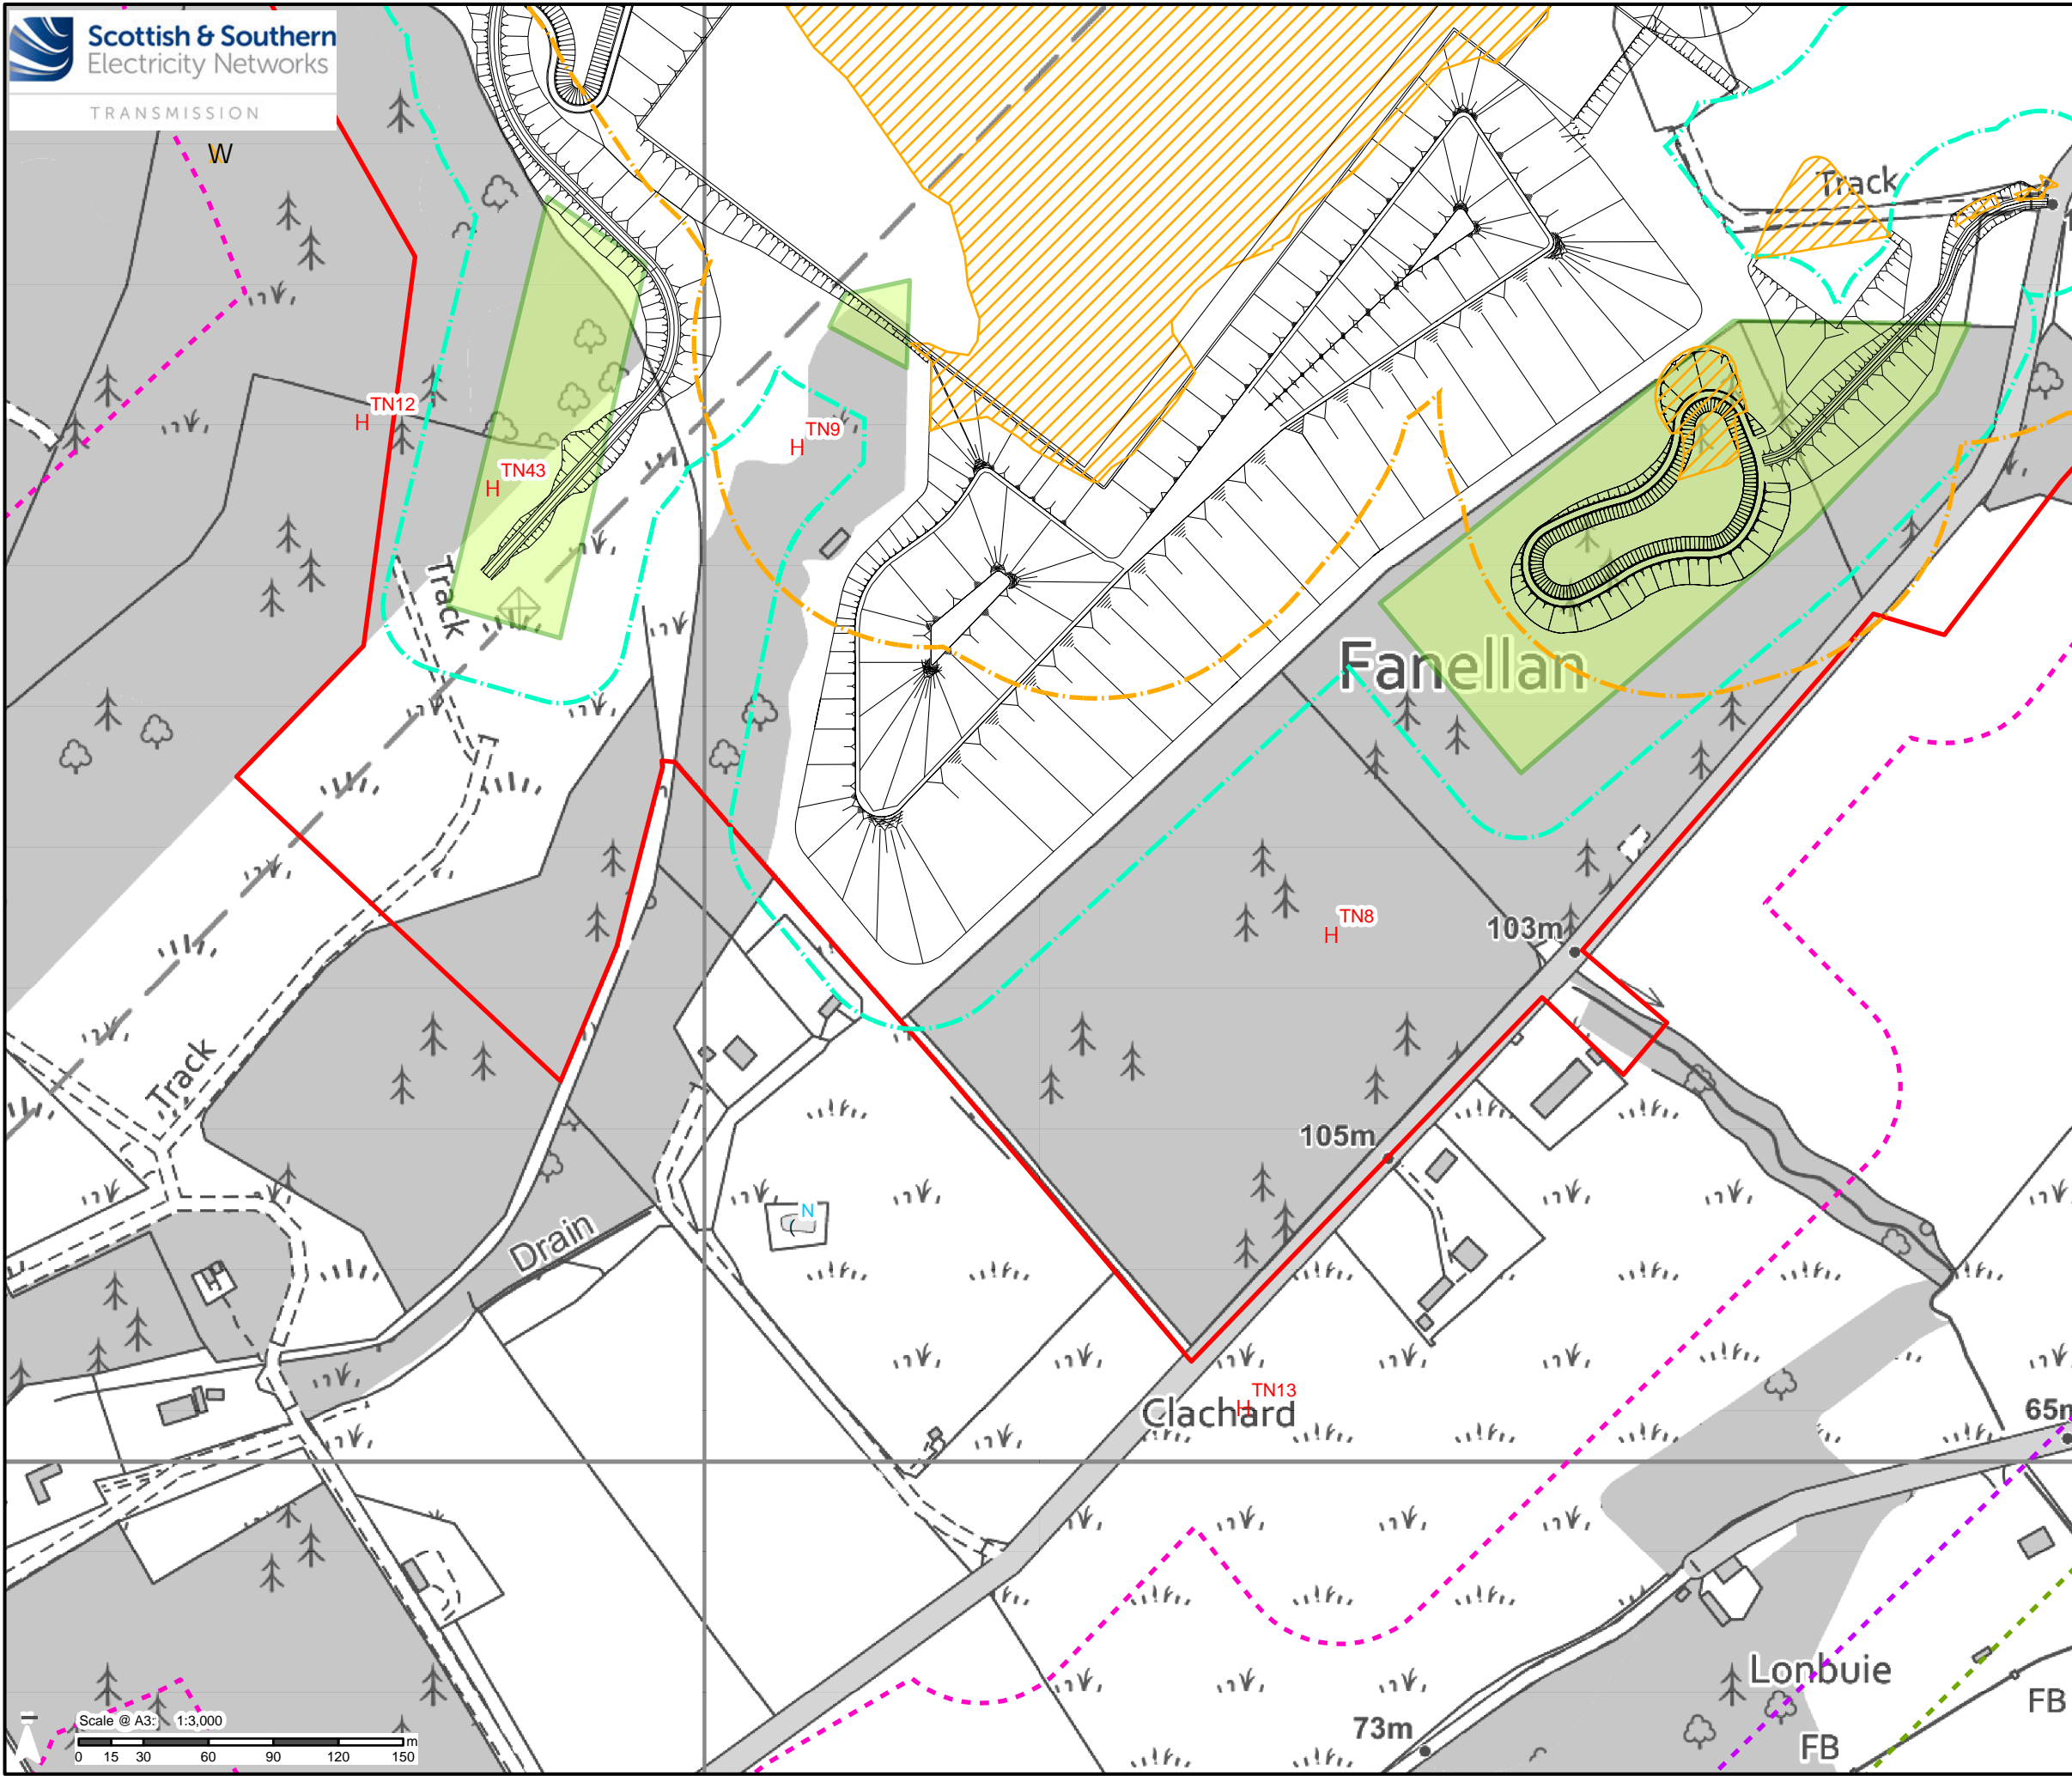 Scottish & Southern
Electricity Networks
TRANSMISSION
W
Track
TN12
H
TN9
H
TN43
H
Track
Fanellan
TN8
H
103m
Track
105m
N
Drain
TN13
H
Clachard
65m
Lonbuie
FB
Scale @ A3: 1:3,000
73m
FB
m
0 15 30 60 90 120 150